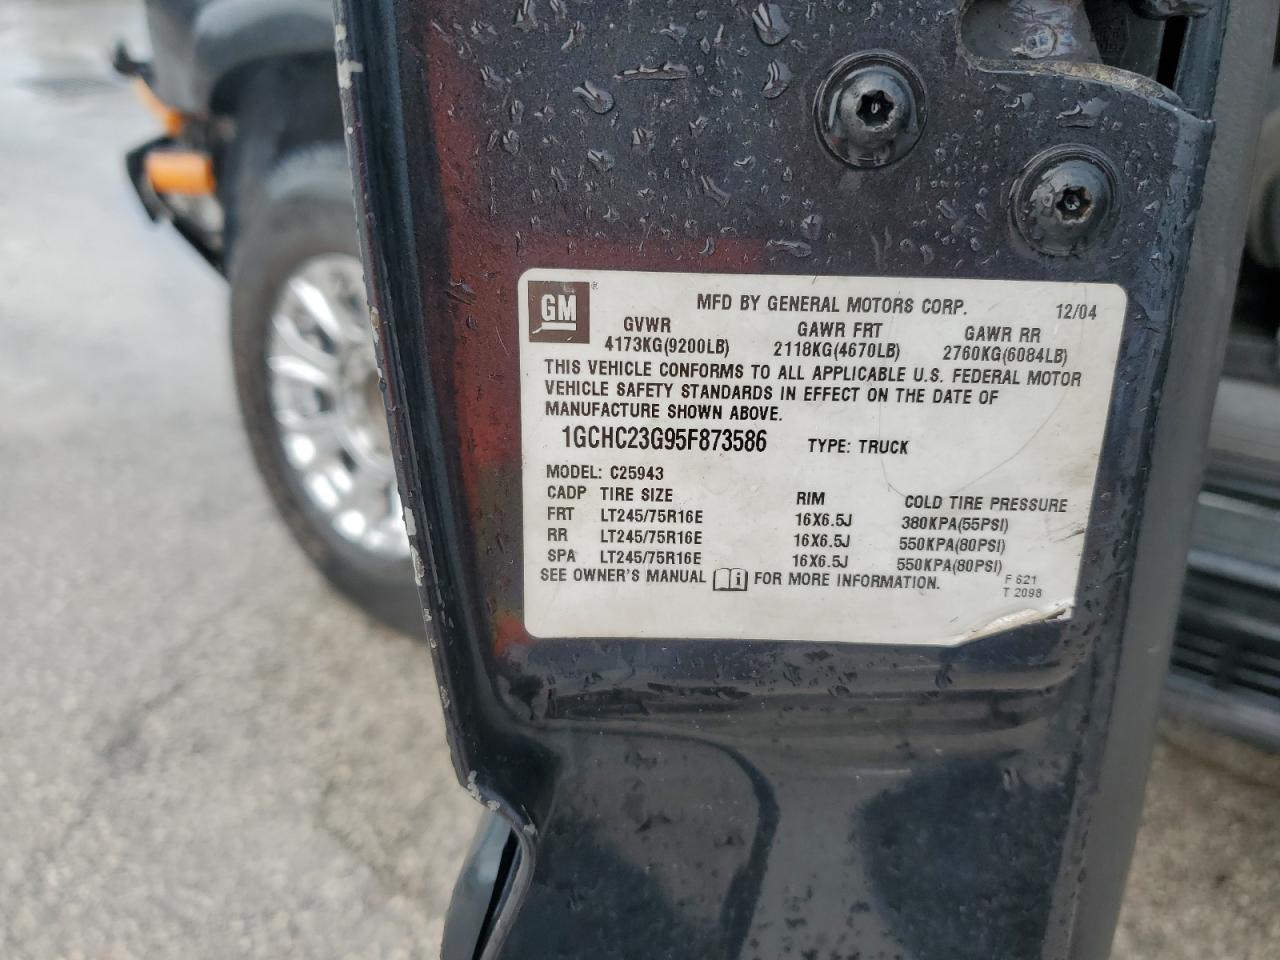 GM ® MFD BY GENERAL MOTORS CORP. 12/04
GVWR GAWR FRT GAWR RR
4173KG(9200LB) 2118KG(4670LB) 2760KG(6084LB)
THIS VEHICLE CONFORMS TO ALL APPLICABLE U.S. FEDERAL MOTOR
VEHICLE SAFETY STANDARDS IN EFFECT ON THE DATE OF
MANUFACTURE SHOWN ABOVE.
1GCHC23G95F873586 TYPE: TRUCK
MODEL: C25943
CADP TIRE SIZE RIM COLD TIRE PRESSURE
FRT LT245/75R16E 16X6.5J 380KPA(55PSI)
RR LT245/75R16E 16X6.5J 550KPA(80PSI)
SPA LT245/75R16E 16X6.5J 550KPA(80PSI)
SEE OWNER'S MANUAL i FOR MORE INFORMATION.
F 621
T 2098